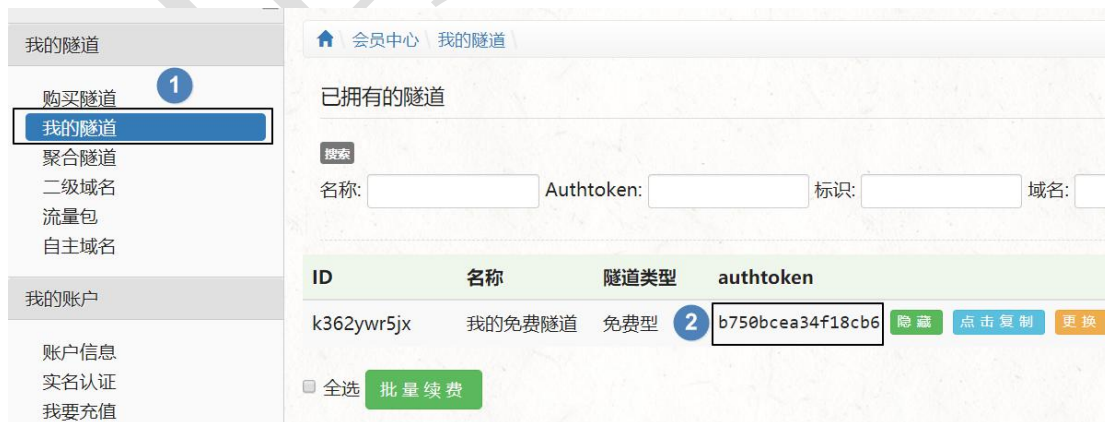 我的隧道
购买隧道
1
我的隧道
聚合隧道
二级域名
流量包
自主域名
我的账户
账户信息
实名认证
我要充值
会员中心 我的隧道
已拥有的隧道
搜索
名称: Authtoken: 标识: 域名:
ID 名称 隧道类型 authtoken
k362ywr5jx 我的免费隧道 免费型 2 b750bcea34f18cb6 隐藏 点击复制 更换
全选 批量续费